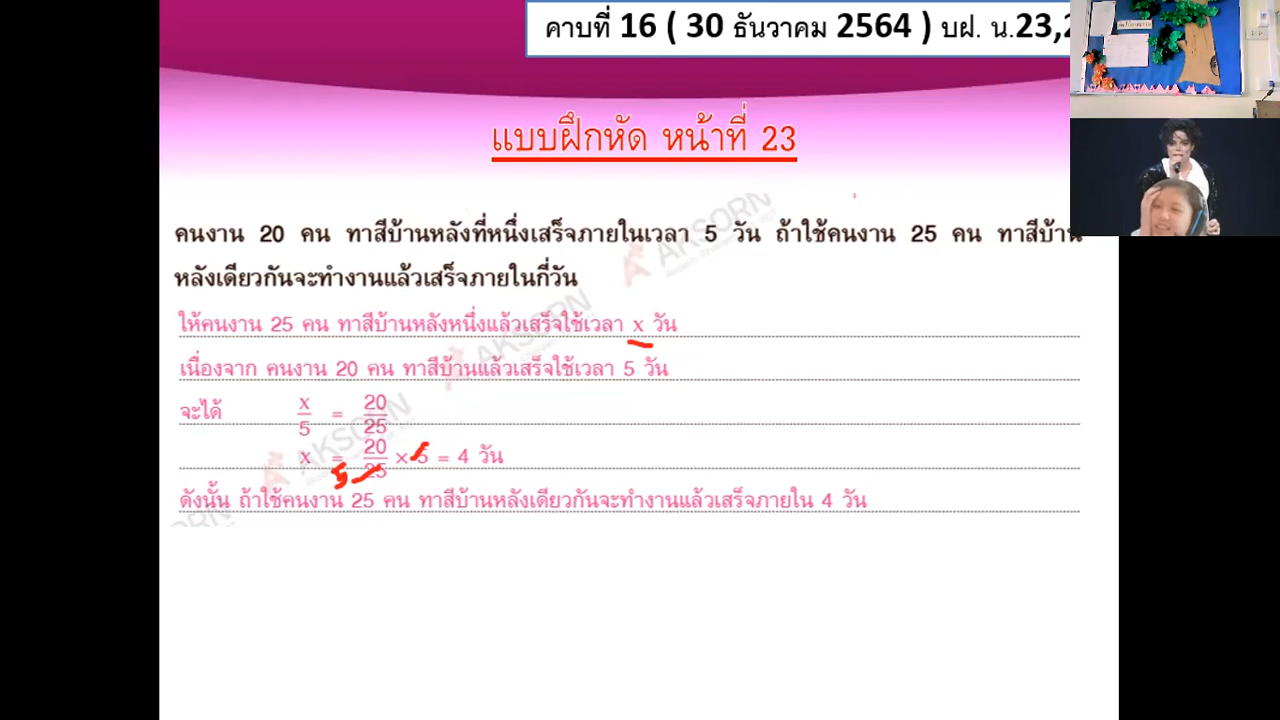 คาบที่ 16 ( 30 ธันวาคม 2564 ) บฝ. น.23,2
แบบฝึกหัด หน้าที่ 23
คนงาน 20 คน ทาสีบ้านหลังที่หนึ่งเสร็จภายในเวลา 5 วัน ถ้าใช้คนงาน 25 คน ทาสีบ้าน
หลังเดียวกันจะทำงานแล้วเสร็จภายในกี่วัน
ให้คนงาน 25 คน ทาสีบ้านหลังหนึ่งแล้วเสร็จใช้เวลา x วัน
เนื่องจาก คนงาน 20 คน ทาสีบ้านแล้วเสร็จใช้เวลา 5 วัน
จะได้ x/5 = 20/25
x = 20/25 × 5 = 4 วัน
5
ดังนั้น ถ้าใช้คนงาน 25 คน ทาสีบ้านหลังเดียวกันจะทำงานแล้วเสร็จภายใน 4 วัน
AKSORN
AKSORN
AKSORN